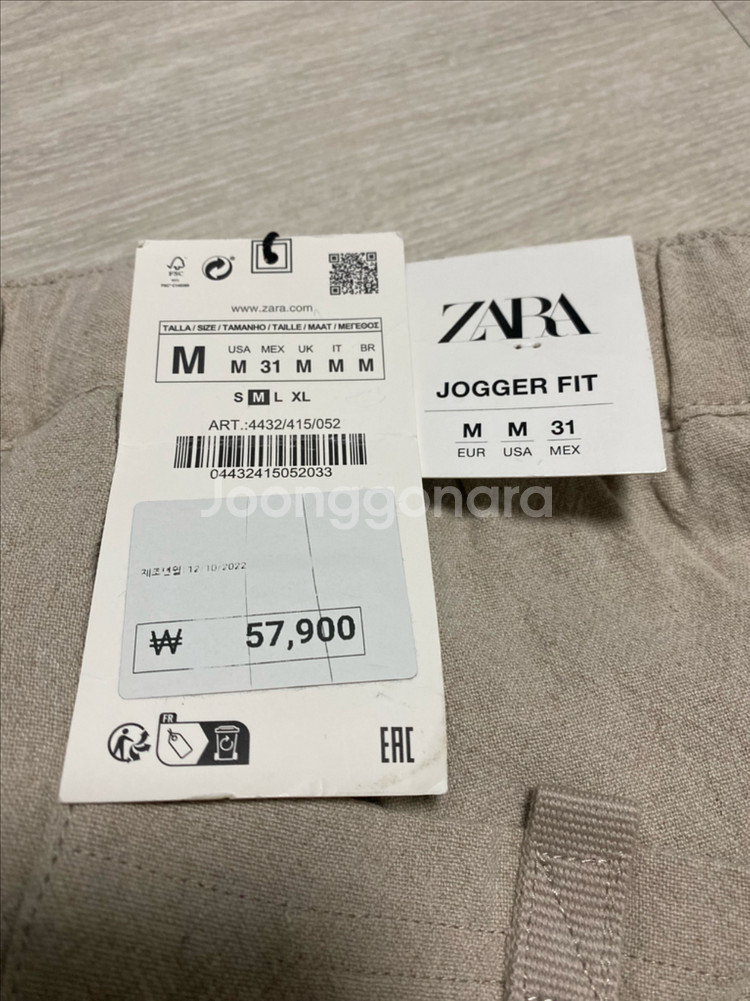 FSC
www.zara.com
TALLA / SIZE / TAMANHO / TAILLE / MAAT / ΜΕΓΕΘΟΣ
M
USA MEX UK IT BR
M 31 M M M
S M L XL
ART.:4432/415/052
04432415052033
제조년월 12/10/2022
₩ 57,900
FR
EAC
ZARA
JOGGER FIT
M M 31
EUR USA MEX
Joonggonara